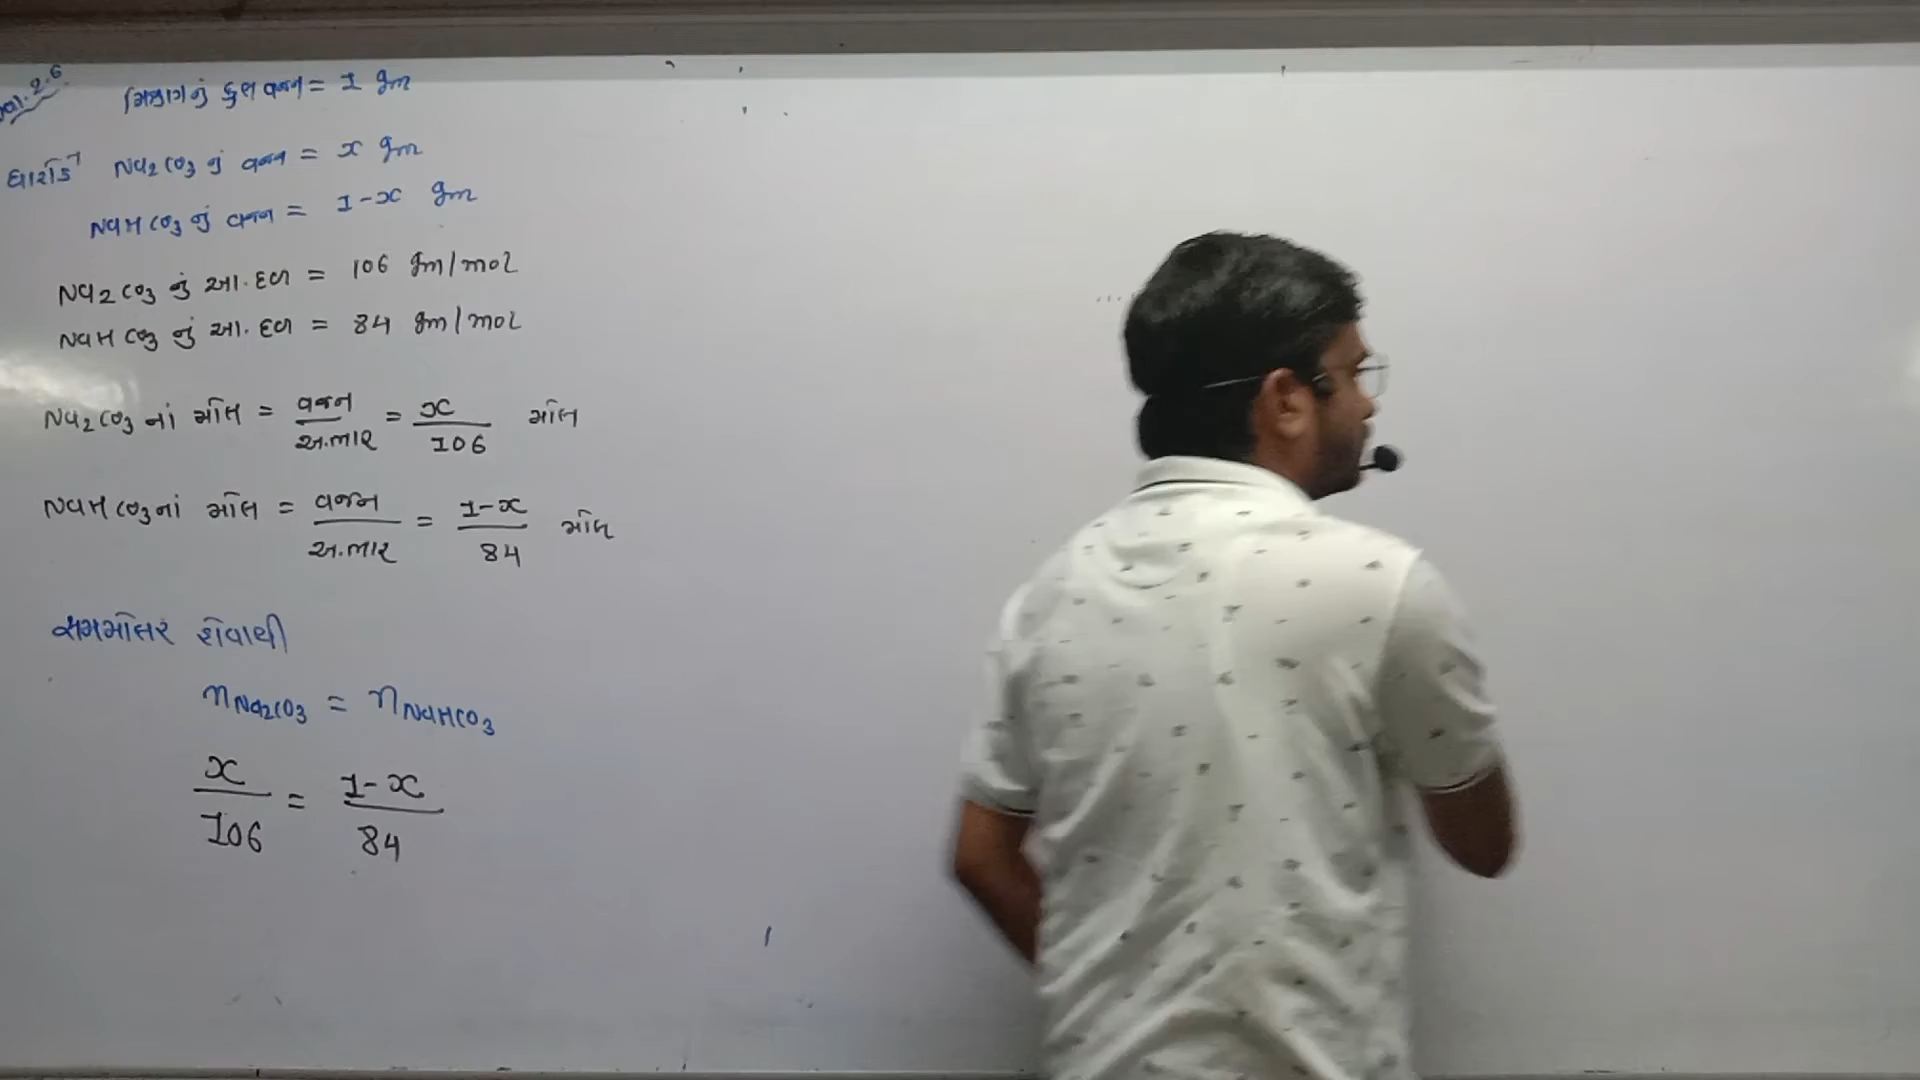 2.6
મિશ્રાણનું કુલ વજન = 1 gm
ધારોકે Na2CO3 નું વજન = x gm
NaHCO3 નું વજન = 1-x gm
Na2CO3 નું આ.દળ = 106 gm/mol
NaHCO3 નું આ.દળ = 84 gm/mol
Na2CO3 નાં મોલ = વજન/અ.ભાર = x/106 મોલ
NaHCO3 નાં મોલ = વજન/અ.ભાર = 1-x/84 મોલ
સમમોલર હોવાથી
nNa2CO3 = nNaHCO3
x/106 = 1-x/84